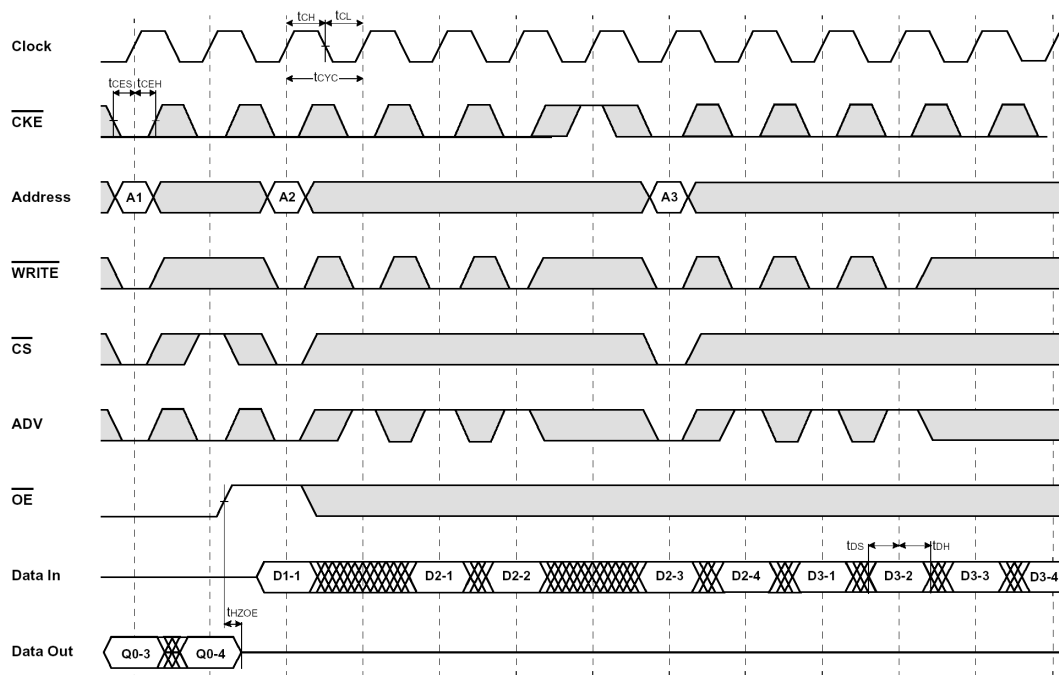 tCH tCL
Clock
tCYC
tCES tCEH
CKE
Address A1 A2 A3
WRITE
CS
ADV
OE
tDS tDH
Data In D1-1 D2-1 D2-2 D2-3 D2-4 D3-1 D3-2 D3-3 D3-4
tHZOE
Data Out Q0-3 Q0-4